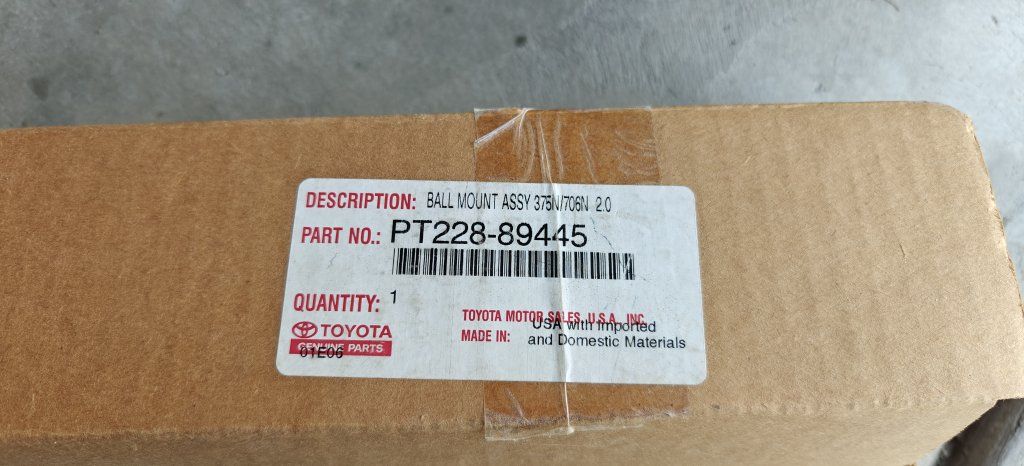 DESCRIPTION: BALL MOUNT ASSY 375N/706N 2.0
PART NO.: PT228-89445
QUANTITY: 1
TOYOTA MOTOR SALES, U.S.A., INC.
MADE IN: USA with Imported
and Domestic Materials
TOYOTA
GENUINE PARTS
01E06